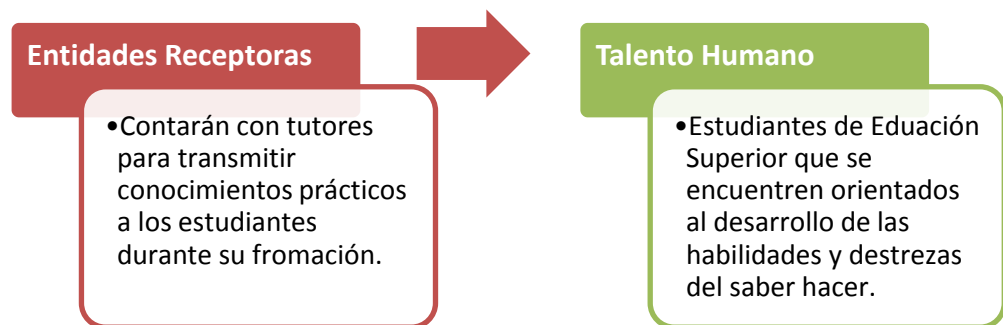 Entidades Receptoras
•Contarán con tutores
para transmitir
conocimientos prácticos
a los estudiantes
durante su fromación.
Talento Humano
•Estudiantes de Eduación
Superior que se
encuentren orientados
al desarrollo de las
habilidades y destrezas
del saber hacer.